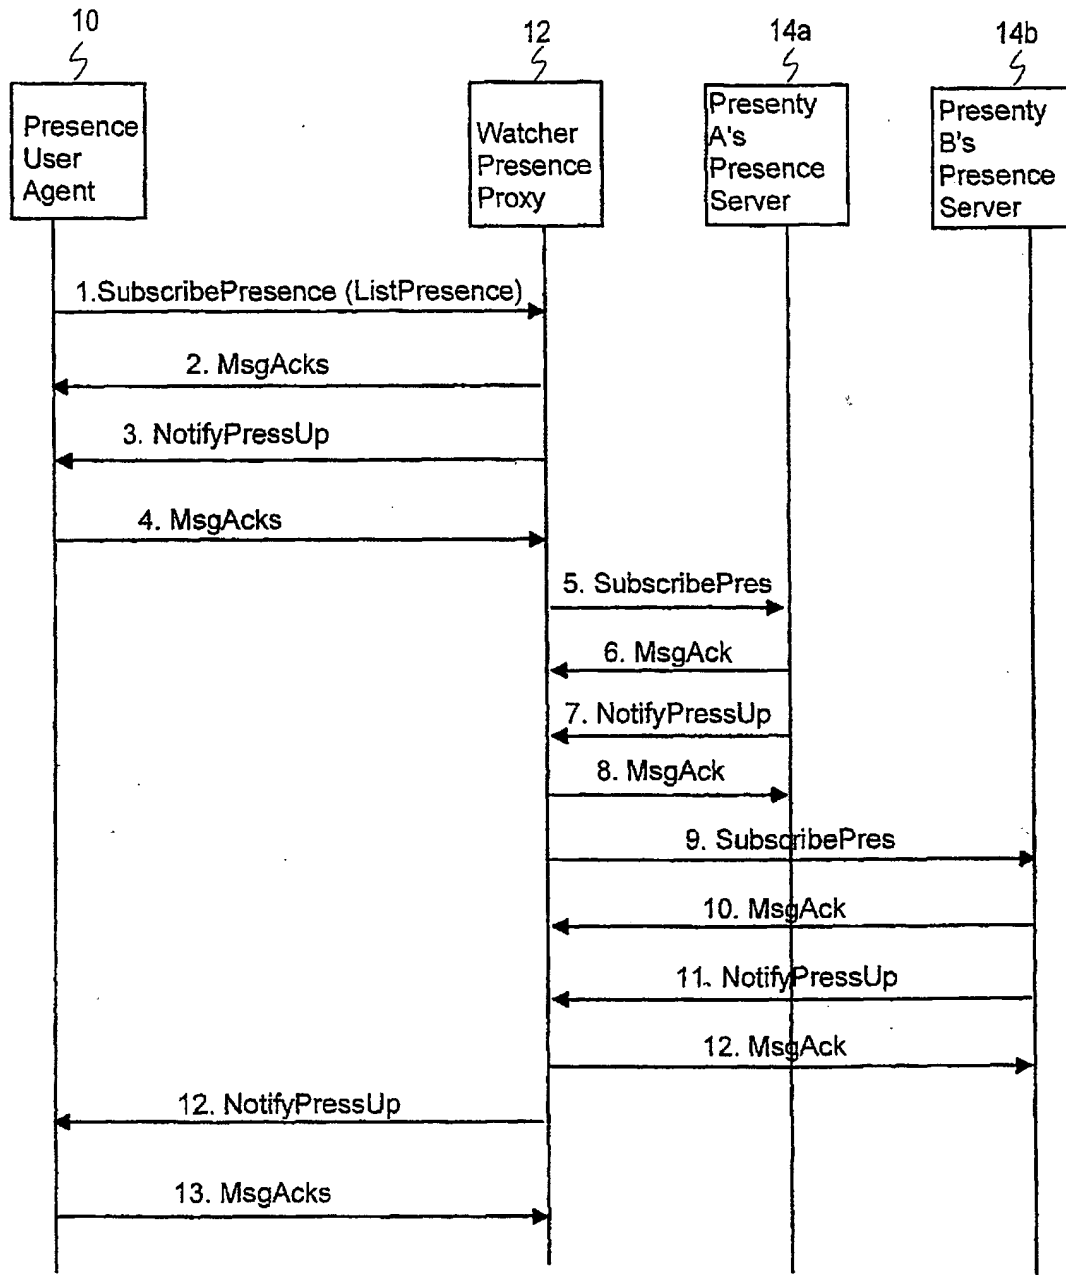 10
12
14a
14b
Presence
User
Agent
Watcher
Presence
Proxy
Presenty
A's
Presence
Server
Presenty
B's
Presence
Server
1.SubscribePresence (ListPresence)
2. MsgAcks
3. NotifyPressUp
4. MsgAcks
5. SubscribePres
6. MsgAck
7. NotifyPressUp
8. MsgAck
9. SubscribePres
10. MsgAck
11. NotifyPressUp
12. MsgAck
12. NotifyPressUp
13. MsgAcks